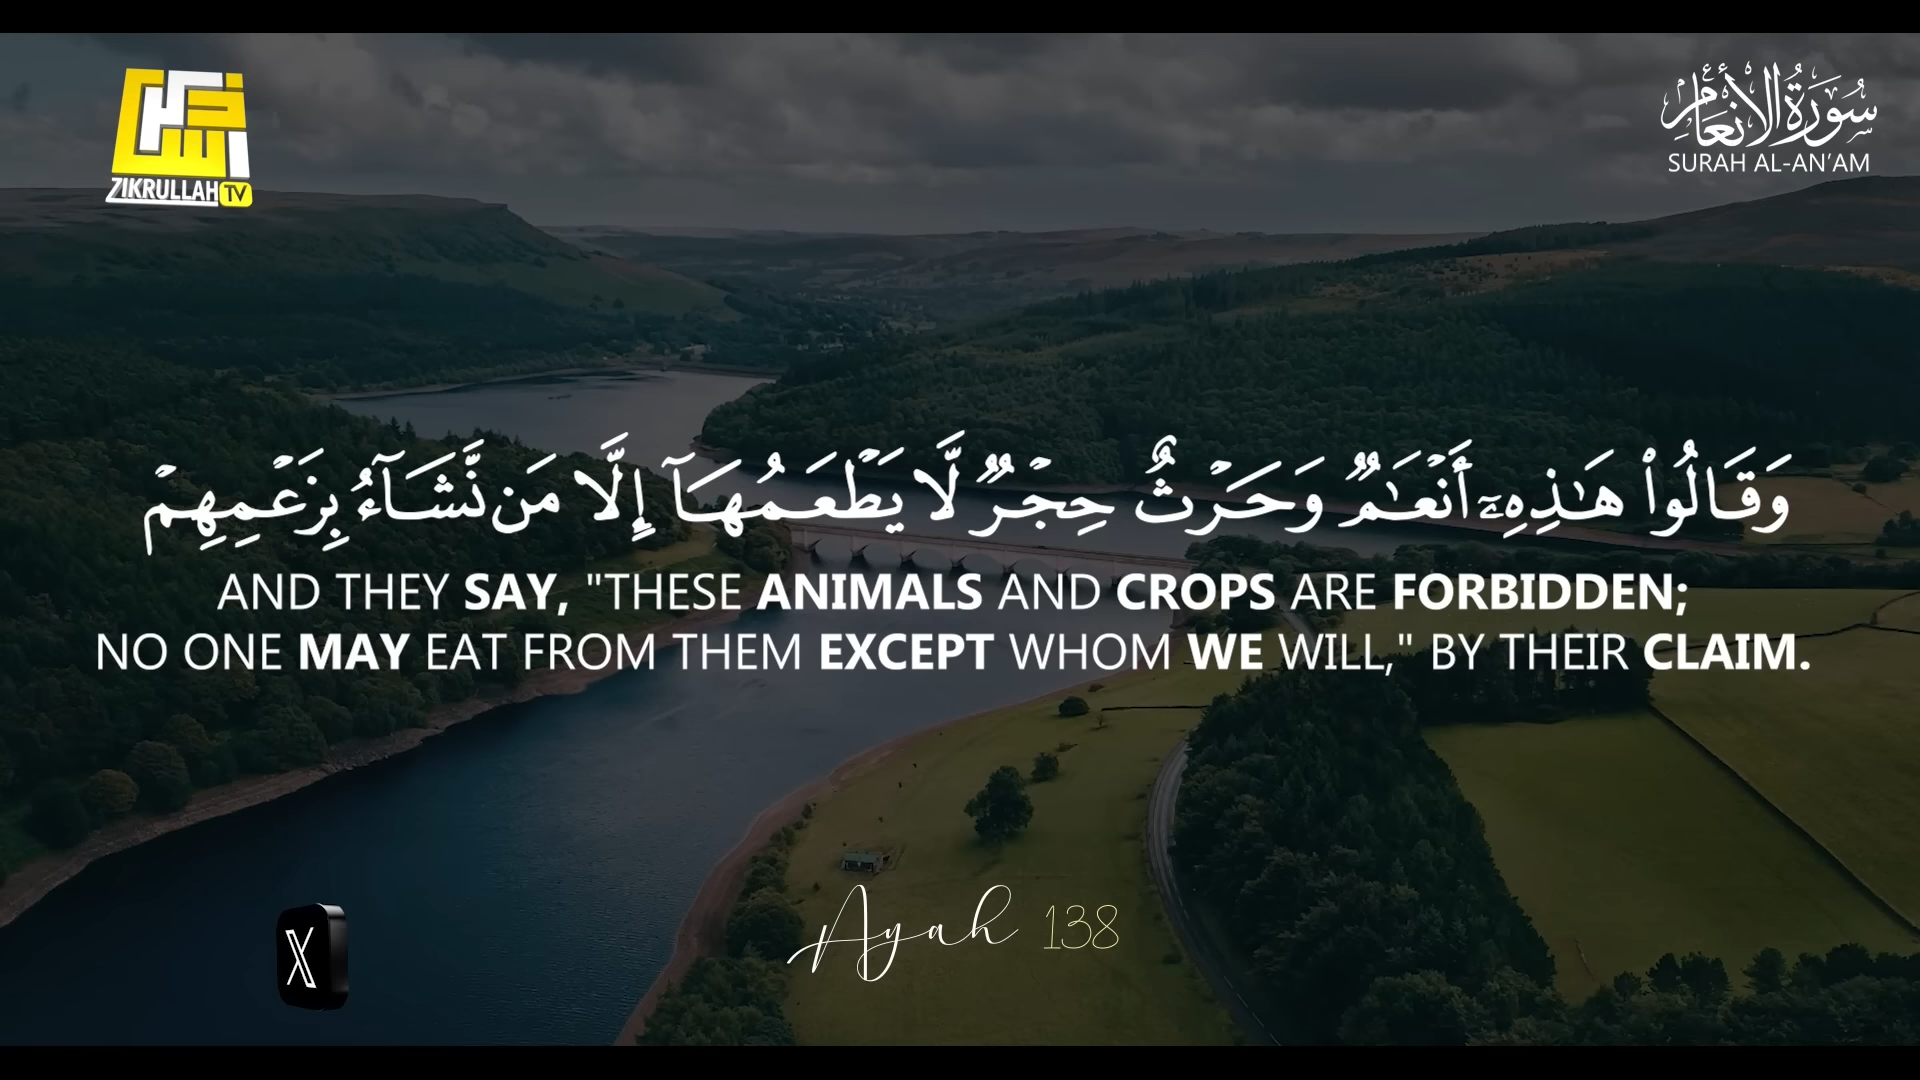 ZIKRULLAH TV
سُورَةُ الأَنْعَامِ
SURAH AL-AN'AM
وَقَالُوا۟ هَـٰذِهِۦٓ أَنْعَـٰمٌ وَحَرْثٌ حِجْرٌ لَّا يَطْعَمُهَآ إِلَّا مَن نَّشَآءُ بِزَعْمِهِمْ
AND THEY SAY, "THESE ANIMALS AND CROPS ARE FORBIDDEN;
NO ONE MAY EAT FROM THEM EXCEPT WHOM WE WILL," BY THEIR CLAIM.
Ayah 138
X